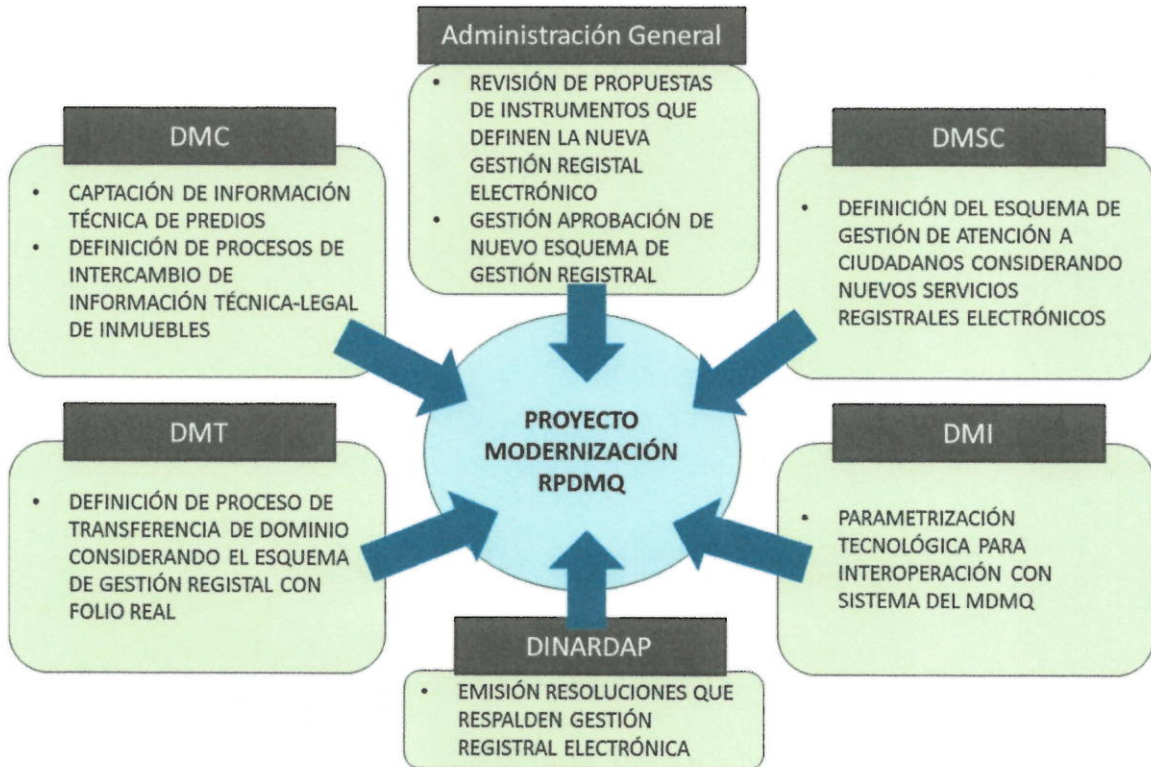 Administración General
• REVISIÓN DE PROPUESTAS
DE INSTRUMENTOS QUE
DEFINEN LA NUEVA
GESTIÓN REGISTAL
ELECTRÓNICO
• GESTIÓN APROBACIÓN DE
NUEVO ESQUEMA DE
GESTIÓN REGISTRAL
DMC
• CAPTACIÓN DE INFORMACIÓN
TÉCNICA DE PREDIOS
• DEFINICIÓN DE PROCESOS DE
INTERCAMBIO DE
INFORMACIÓN TÉCNICA-LEGAL
DE INMUEBLES
DMSC
• DEFINICIÓN DEL ESQUEMA DE
GESTIÓN DE ATENCIÓN A
CIUDADANOS CONSIDERANDO
NUEVOS SERVICIOS
REGISTRALES ELECTRÓNICOS
PROYECTO
MODERNIZACIÓN
RPDMQ
DMT
• DEFINICIÓN DE PROCESO DE
TRANSFERENCIA DE DOMINIO
CONSIDERANDO EL ESQUEMA
DE GESTIÓN REGISTAL CON
FOLIO REAL
DMI
• PARAMETRIZACIÓN
TECNOLÓGICA PARA
INTEROPERACIÓN CON
SISTEMA DEL MDMQ
DINARDAP
• EMISIÓN RESOLUCIONES QUE
RESPALDEN GESTIÓN
REGISTRAL ELECTRÓNICA